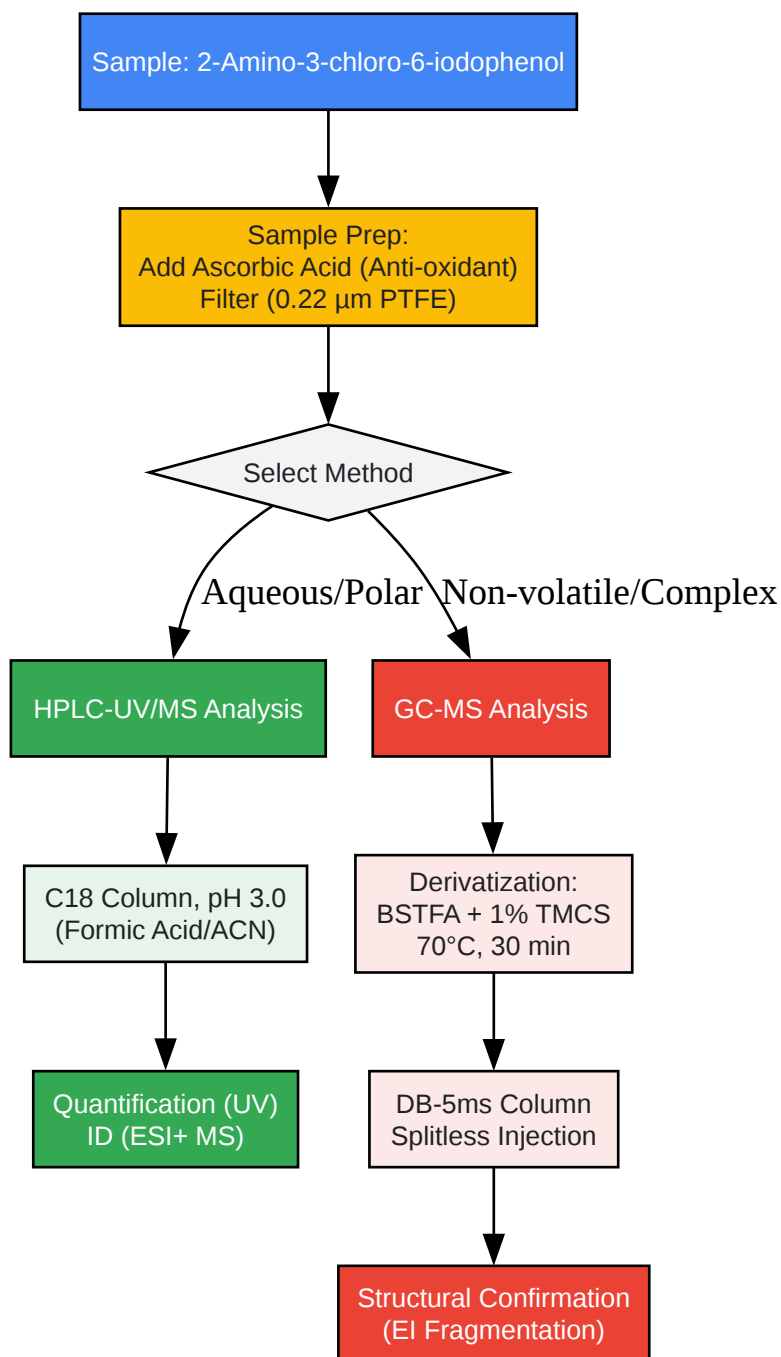 Sample: 2-Amino-3-chloro-6-iodophenol
Sample Prep:
Add Ascorbic Acid (Anti-oxidant)
Filter (0.22 µm PTFE)
Select Method
Aqueous/Polar
Non-volatile/Complex
HPLC-UV/MS Analysis
GC-MS Analysis
C18 Column, pH 3.0
(Formic Acid/ACN)
Derivatization:
BSTFA + 1% TMCS
70°C, 30 min
Quantification (UV)
ID (ESI+ MS)
DB-5ms Column
Splitless Injection
Structural Confirmation
(EI Fragmentation)